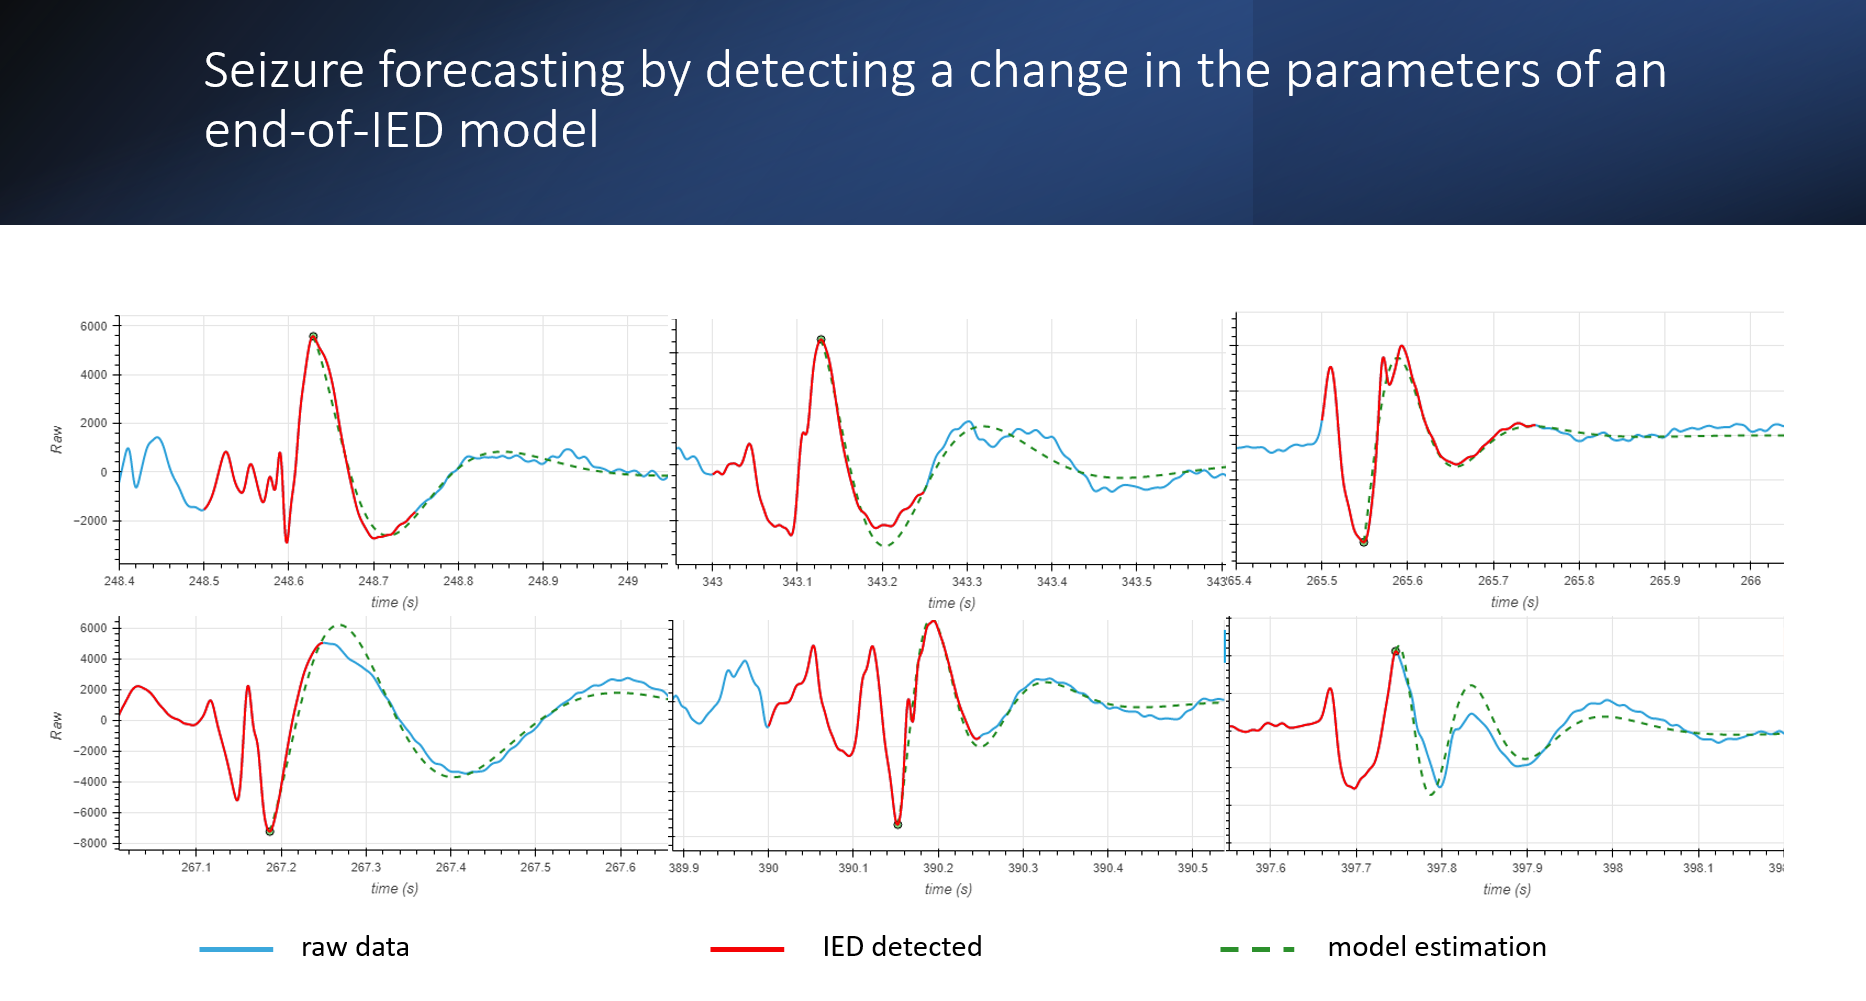 Seizure forecasting by detecting a change in the parameters of an
end-of-IED model
6000
4000
2000
0
−2000
Raw
248.4 248.5 248.6 248.7 248.8 248.9 249
time (s)
343 343.1 343.2 343.3 343.4 343.5 343
time (s)
65.4 265.5 265.6 265.7 265.8 265.9 266
time (s)
6000
4000
2000
0
−2000
−4000
−6000
−8000
Raw
267.1 267.2 267.3 267.4 267.5 267.6
time (s)
389.9 390 390.1 390.2 390.3 390.4 390.5
time (s)
397.6 397.7 397.8 397.9 398 398.1 398
time (s)
raw data IED detected model estimation